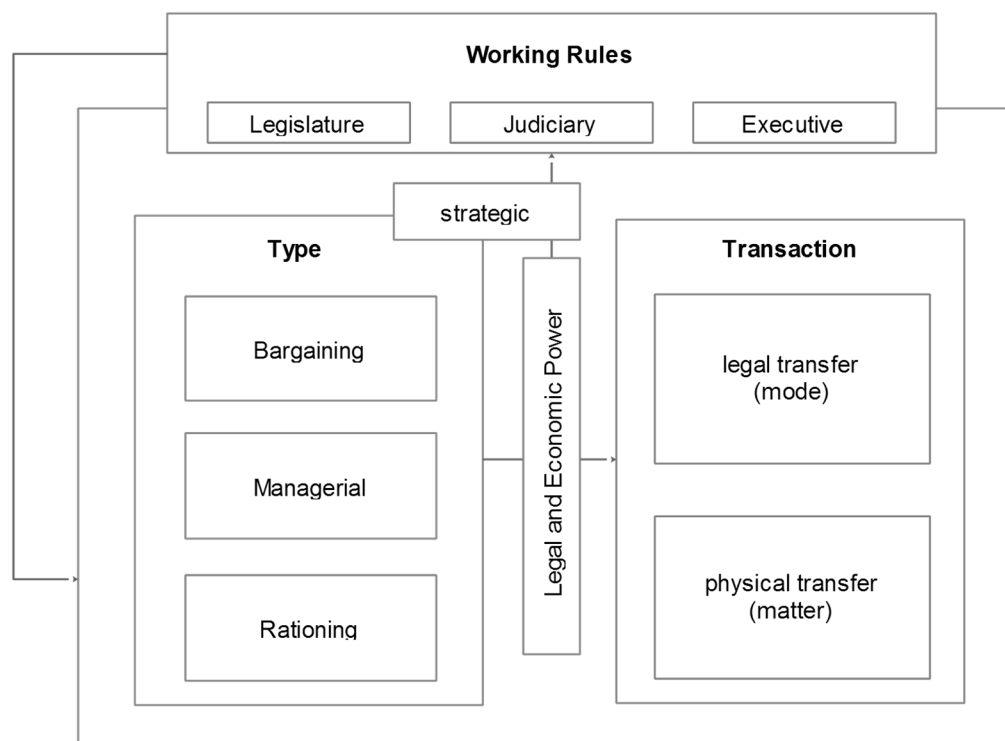 Working Rules
Legislature
Judiciary
Executive
strategic
Type
Bargaining
Managerial
Rationing
Legal and Economic Power
Transaction
legal transfer
(mode)
physical transfer
(matter)